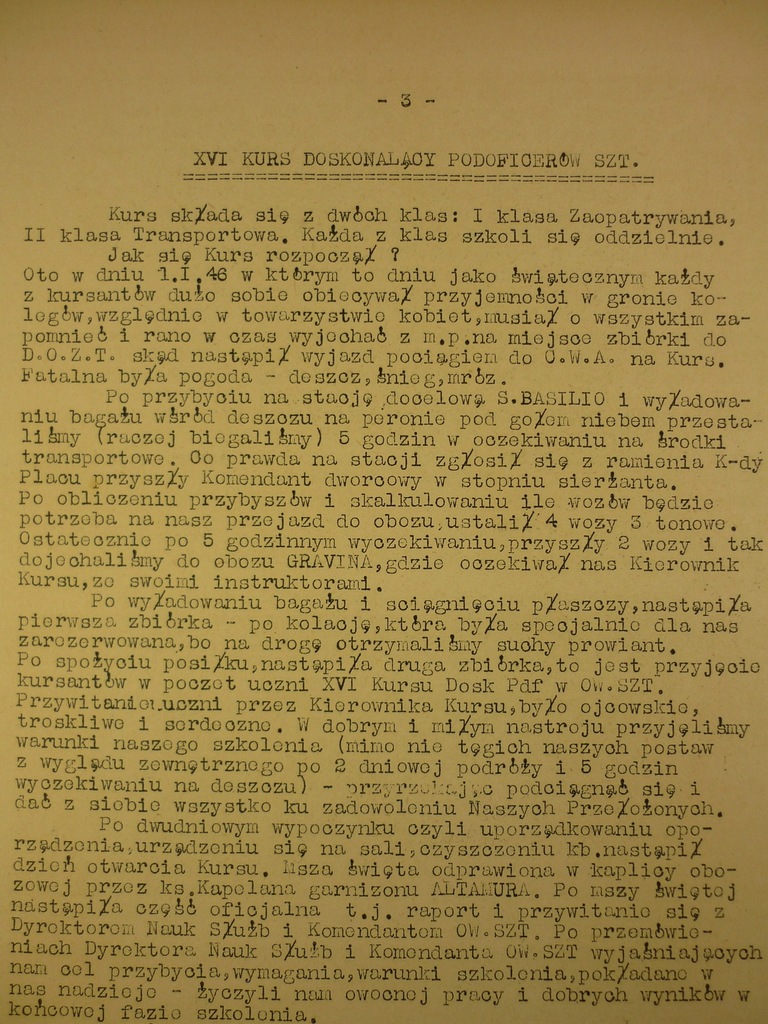 - 3 -
XVI KURS DOSKONALĄCY PODOFICERÓW SZT.
Kurs składa się z dwóch klas: I klasa Zaopatrywania,
II klasa Transportowa. Każda z klas szkoli się oddzielnie.
Jak się Kurs rozpoczął ?
Oto w dniu 1.I.46 w którym to dniu jako świątecznym każdy
z kursantów dużo sobie obiecywał przyjemności w gronie ko-
legów,względnie w towarzystwie kobiet,musiał o wszystkim za-
pomnieć i rano w czas wyjechać z m.p.na miejsce zbiórki do
D.O.Z.T. skąd nastąpił wyjazd pociągiem do O.W.A. na Kurs.
Fatalna była pogoda - deszcz,śnieg,mróz.
Po przybyciu na stację docelową S.BASILIO i wyładowa-
niu bagażu wśród deszczu na peronie pod gołem niebem przesta-
liśmy (raczej biegaliśmy) 5 godzin w oczekiwaniu na środki
transportowe. Co prawda na stacji zgłosił się z ramienia K-dy
Placu przyszły Komendant dworcowy w stopniu sierżanta.
Po obliczeniu przybyszów i skalkulowaniu ile wozów będzie
potrzeba na nasz przejazd do obozu,ustalił 4 wozy 3 tonowe.
Ostatecznie po 5 godzinnym wyczekiwaniu,przyszły 2 wozy i tak
dojechaliśmy do obozu GRAVINA,gdzie oczekiwał nas Kierownik
Kursu,ze swoimi instruktorami.
Po wyładowaniu bagażu i ściągnięciu płaszczy,nastąpiła
pierwsza zbiórka - po kolację,która była specjalnie dla nas
zarezerwowana,bo na drogę otrzymaliśmy suchy prowiant.
Po spożyciu posiłku,nastąpiła druga zbiórka,to jest przyjęcie
kursantów w poczet uczni XVI Kursu Dosk Pdf w OW.SZT.
Przywitanie uczni przez Kierownika Kursu,było ojcowskie,
troskliwe i serdeczne. W dobrym i miłym nastroju przyjęliśmy
warunki naszego szkolenia (mimo nie tęgich naszych postaw
z wyglądu zewnętrznego po 2 dniowej podróży i 5 godzin
wyczekiwaniu na deszczu) - przyrzekając podciągnąć się i
dać z siebie wszystko ku zadowoleniu Naszych Przełożonych.
Po dwudniowym wypoczynku czyli uporządkowaniu opo-
rządzenia,urządzeniu się na sali,czyszczeniu kb.nastąpił
dzień otwarcia Kursu. Msza święta odprawiona w kaplicy obo-
zowej przez ks.Kapelana garnizonu ALTAMURA. Po mszy świętej
nastąpiła część oficjalna t.j. raport i przywitanie się z
Dyrektorem Nauk Służb i Komendantem OW.SZT. Po przemówie-
niach Dyrektora Nauk Służb i Komendanta OW.SZT wyjaśniających
nam cel przybycia,wymagania,warunki szkolenia,pokładane w
nas nadzieje - życzyli nam owocnej pracy i dobrych wyników w
końcowej fazie szkolenia.